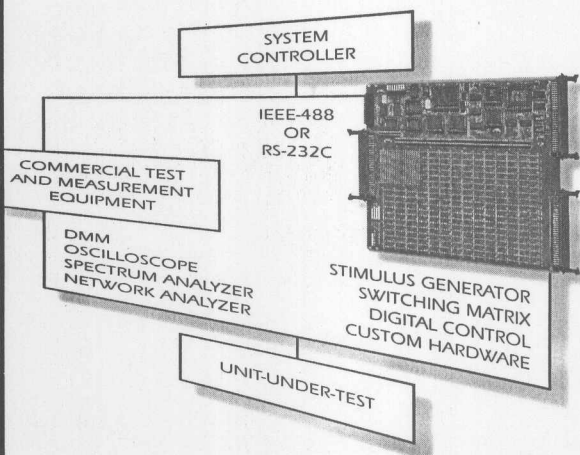 SYSTEM
CONTROLLER
IEEE-488
OR
RS-232C
COMMERCIAL TEST
AND MEASUREMENT
EQUIPMENT
DMM
OSCILLOSCOPE
SPECTRUM ANALYZER
NETWORK ANALYZER
STIMULUS GENERATOR
SWITCHING MATRIX
DIGITAL CONTROL
CUSTOM HARDWARE
UNIT-UNDER-TEST